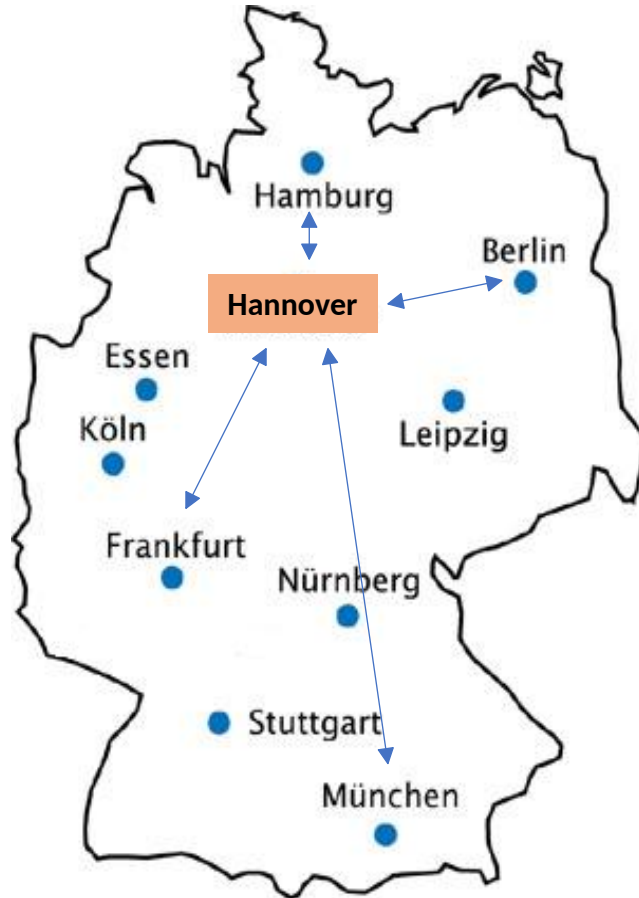 Hamburg
Berlin
Hannover
Essen
Leipzig
Köln
Frankfurt
Nürnberg
Stuttgart
München